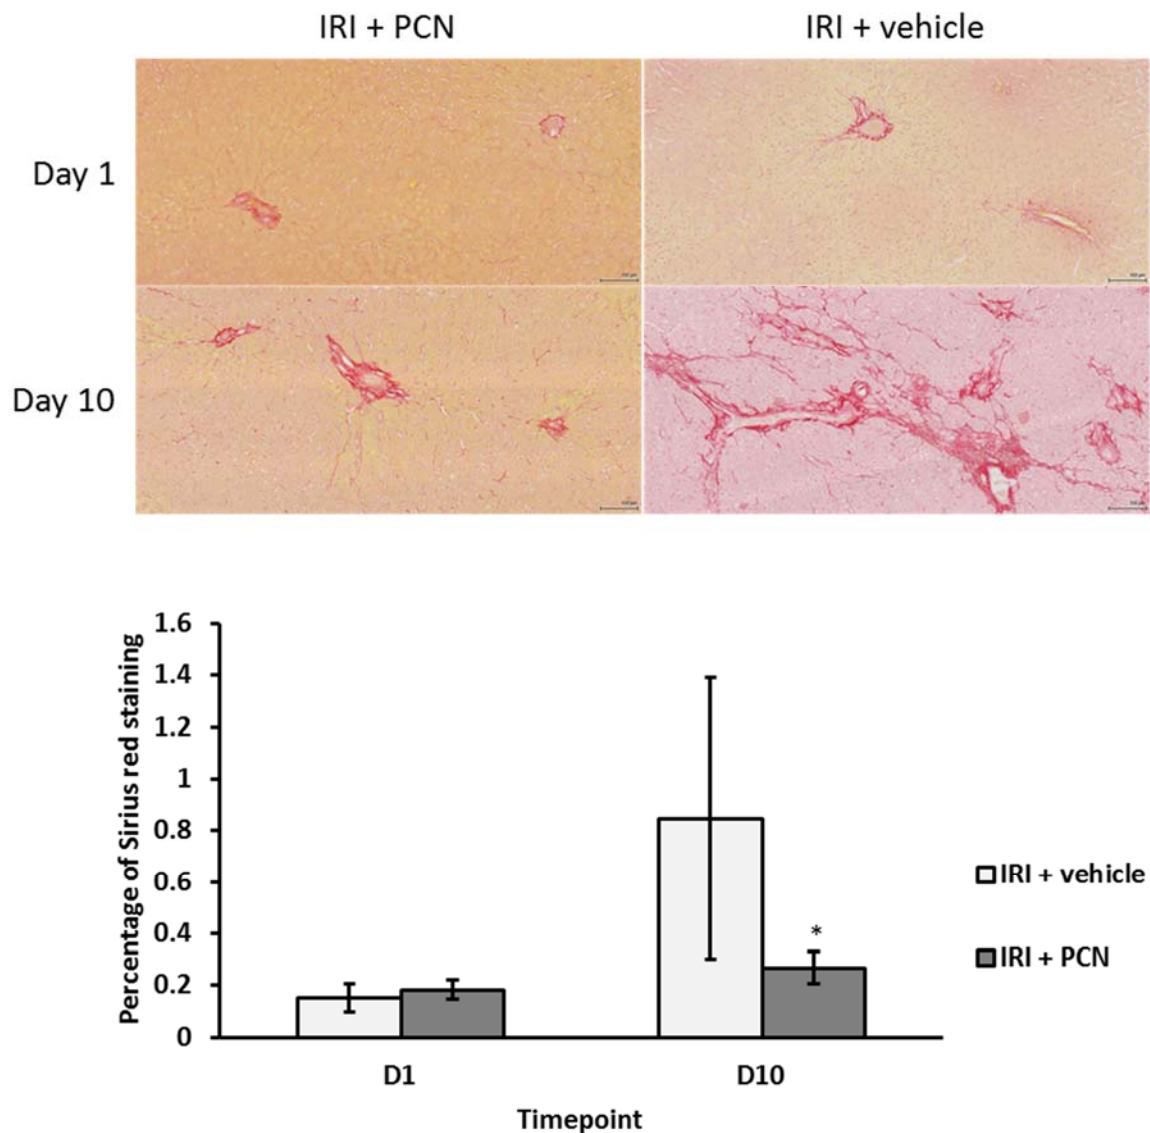 IRI + PCN
IRI + vehicle
Day 1
Day 10
Percentage of Sirius red staining
1.6
1.4
1.2
1
0.8
0.6
0.4
0.2
0
*
D1
D10
Timepoint
IRI + vehicle
IRI + PCN